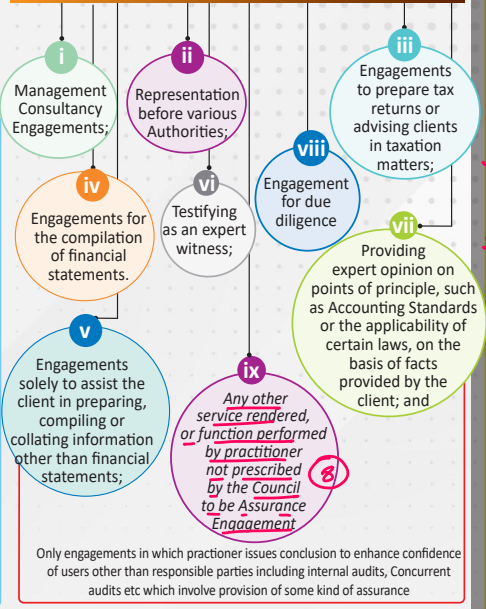 i
Management
Consultancy
Engagements;
ii
Representation
before various
Authorities;
iii
Engagements
to prepare tax
returns or
advising clients
in taxation
matters;
iv
Engagements for
the compilation
of financial
statements.
v
Engagements
solely to assist the
client in preparing,
compiling or
collating information
other than financial
statements;
vi
Testifying
as an expert
witness;
vii
Providing
expert opinion on
points of principle, such
as Accounting Standards
or the applicability of
certain laws, on the
basis of facts
provided by the
client; and
viii
Engagement
for due
diligence
ix
Any other
service rendered,
or function performed
by practitioner
not prescribed
by the Council
to be Assurance
Engagement
8
Only engagements in which practioner issues conclusion to enhance confidence
of users other than responsible parties including internal audits, Concurrent
audits etc which involve provision of some kind of assurance